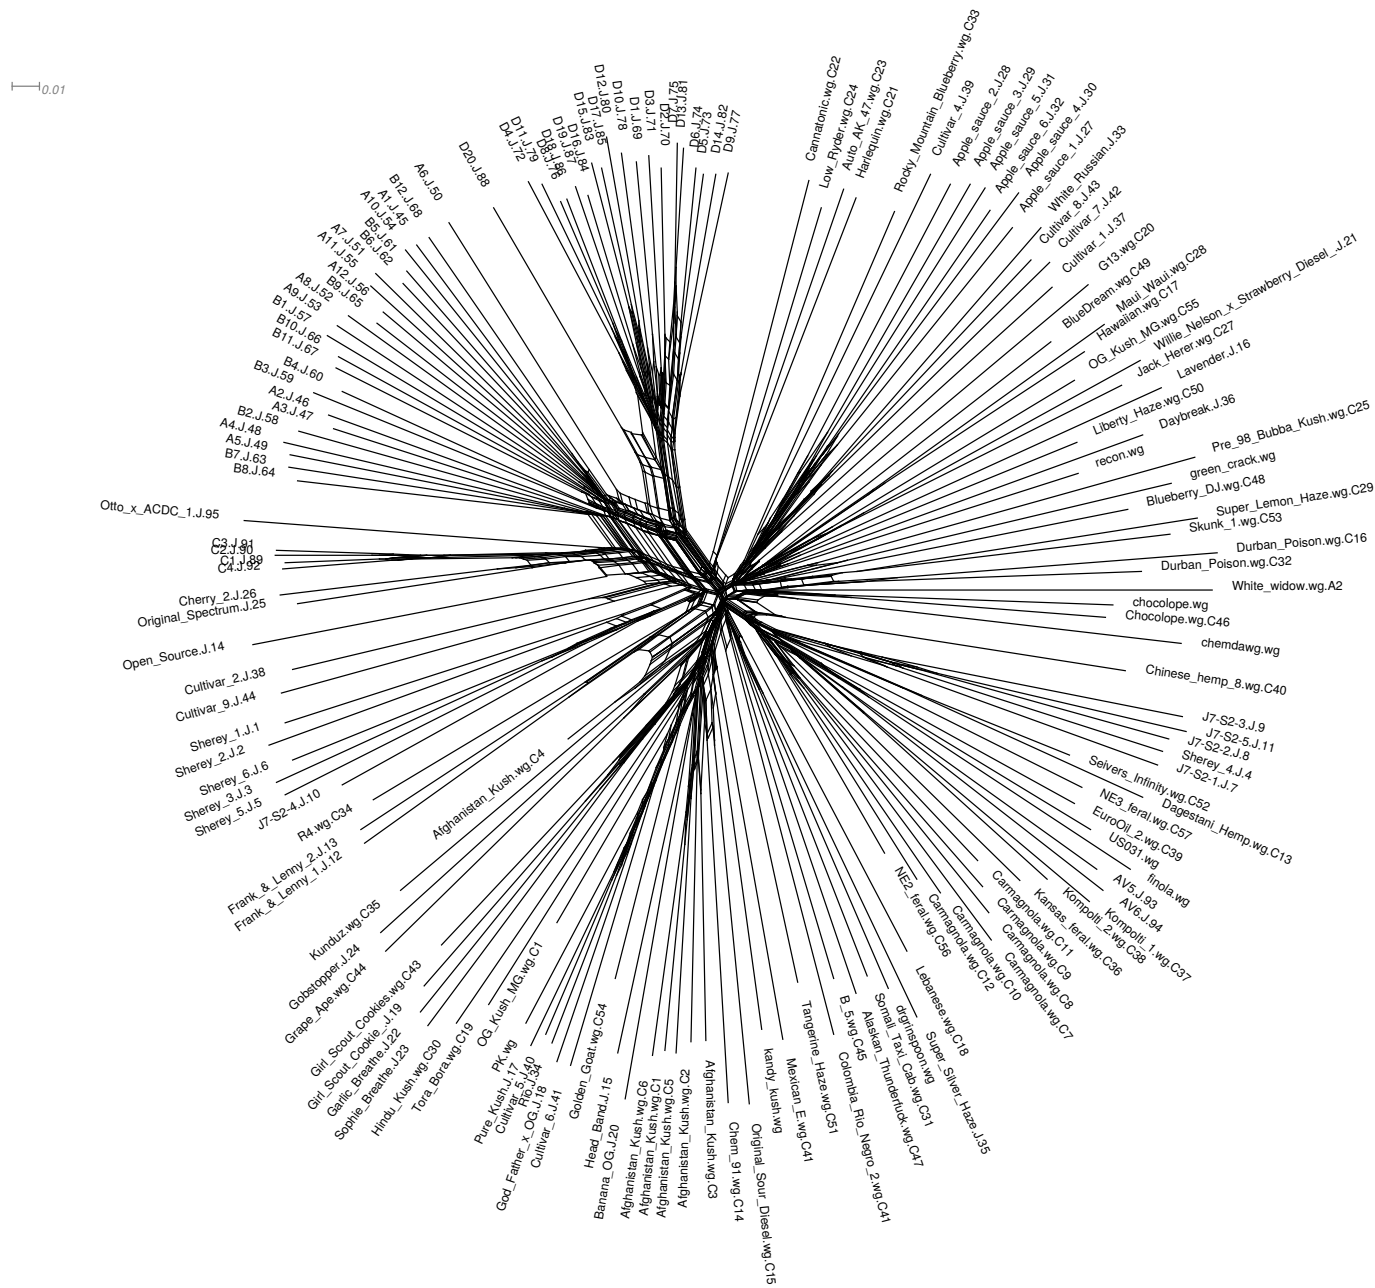 0.01
D20.J.88
D4.J.72
D11.J.79
D8.J.76
D18.J.86
D19.J.87
D16.J.84
D15.J.83
D17.J.85
D12.J.80
D10.J.78
D1.J.69
D3.J.71
D2.J.70
D7.J.75
D13.J.81
D6.J.74
D5.J.73
D14.J.82
D9.J.77
Cannatonic.wg.C22
Low_Ryder.wg.C24
Auto_AK_47.wg.C23
Harlequin.wg.C21
Rocky_Mountain_Blueberry.wg.C33
Cultivar_4.J.39
Apple_sauce_2.J.28
Apple_sauce_3.J.29
Apple_sauce_5.J.31
Apple_sauce_6.J.32
Apple_sauce_4.J.30
Apple_sauce_1.J.27
White_Russian.J.33
Cultivar_8.J.43
Cultivar_7.J.42
Cultivar_1.J.37
G13.wg.C20
BlueDream.wg.C49
Maui_Waui.wg.C28
Hawaiian.wg.C17
OG_Kush_MG.wg.C55
Willie_Nelson_x_Strawberry_Diesel_.J.21
Jack_Herer.wg.C27
Lavender.J.16
Liberty_Haze.wg.C50
Daybreak.J.36
recon.wg
Pre_98_Bubba_Kush.wg.C25
green_crack.wg
Blueberry_DJ.wg.C48
Super_Lemon_Haze.wg.C29
Skunk_1.wg.C53
Durban_Poison.wg.C16
Durban_Poison.wg.C32
White_widow.wg.A2
chocolope.wg
Chocolope.wg.C46
chemdawg.wg
Chinese_hemp_8.wg.C40
J7-S2-3.J.9
J7-S2-5.J.11
J7-S2-2.J.8
Sherey_4.J.4
J7-S2-1.J.7
Selvers_Infinity.wg.C52
Dagestani_Hemp.wg.C13
NE3_feral.wg.C57
EuroOil_2.wg.C39
US031.wg
finola.wg
AV5.J.93
AV6.J.94
Kompolti_1.wg.C37
Kompolti_2.wg.C38
Kansas_feral.wg.C36
Carmagnola.wg.C11
Carmagnola.wg.C9
Carmagnola.wg.C8
Carmagnola.wg.C7
Carmagnola.wg.C10
Carmagnola.wg.C12
NE2_feral.wg.C56
Lebanese.wg.C18
Super_Silver_Haze.J.35
drgrinspoon.wg
Somali_Taxi_Cab.wg.C31
Alaskan_Thunderfuck.wg.C47
B_5.wg.C45
Colombia_Rio_Negro_2.wg.C41
Tangerine_Haze.wg.C51
Mexican_E.wg.C41
kandy_kush.wg
Original_Sour_Diesel.wg.C15
Chem_91.wg.C14
Afghanistan_Kush.wg.C3
Afghanistan_Kush.wg.C2
Afghanistan_Kush.wg.C5
Afghanistan_Kush.wg.C1
Afghanistan_Kush.wg.C6
Banana_OG.J.20
Head_Band.J.15
Golden_Goat.wg.C54
Cultivar_6.J.41
God_Father_x_OG.J.18
Rio.J.34
Cultivar_5.J.40
Pure_Kush.J.17
PK.wg
OG_Kush_MG.wg.C1
Tora_Bora.wg.C19
Hindu_Kush.wg.C30
Sophie_Breathe.J.23
Garlic_Breathe.J.22
Girl_Scout_Cookie_.J.19
Girl_Scout_Cookies.wg.C43
Grape_Ape.wg.C44
Gobstopper.J.24
Kunduz.wg.C35
Afghanistan_Kush.wg.C4
Frank_&_Lenny_1.J.12
Frank_&_Lenny_2.J.13
R4.wg.C34
J7-S2-4.J.10
Sherey_5.J.5
Sherey_3.J.3
Sherey_6.J.6
Sherey_2.J.2
Sherey_1.J.1
Cultivar_9.J.44
Cultivar_2.J.38
Open_Source.J.14
Original_Spectrum.J.25
Cherry_2.J.26
C4.J.92
C1.J.89
C2.J.90
C3.J.91
Otto_x_ACDC_1.J.95
B8.J.64
B7.J.63
A5.J.49
A4.J.48
B2.J.58
A3.J.47
A2.J.46
B3.J.59
B4.J.60
B11.J.67
B10.J.66
B1.J.57
A9.J.53
A8.J.52
B9.J.65
A12.J.56
A11.J.55
A7.J.51
B6.J.62
B5.J.61
A10.J.54
A1.J.45
B12.J.68
A6.J.50